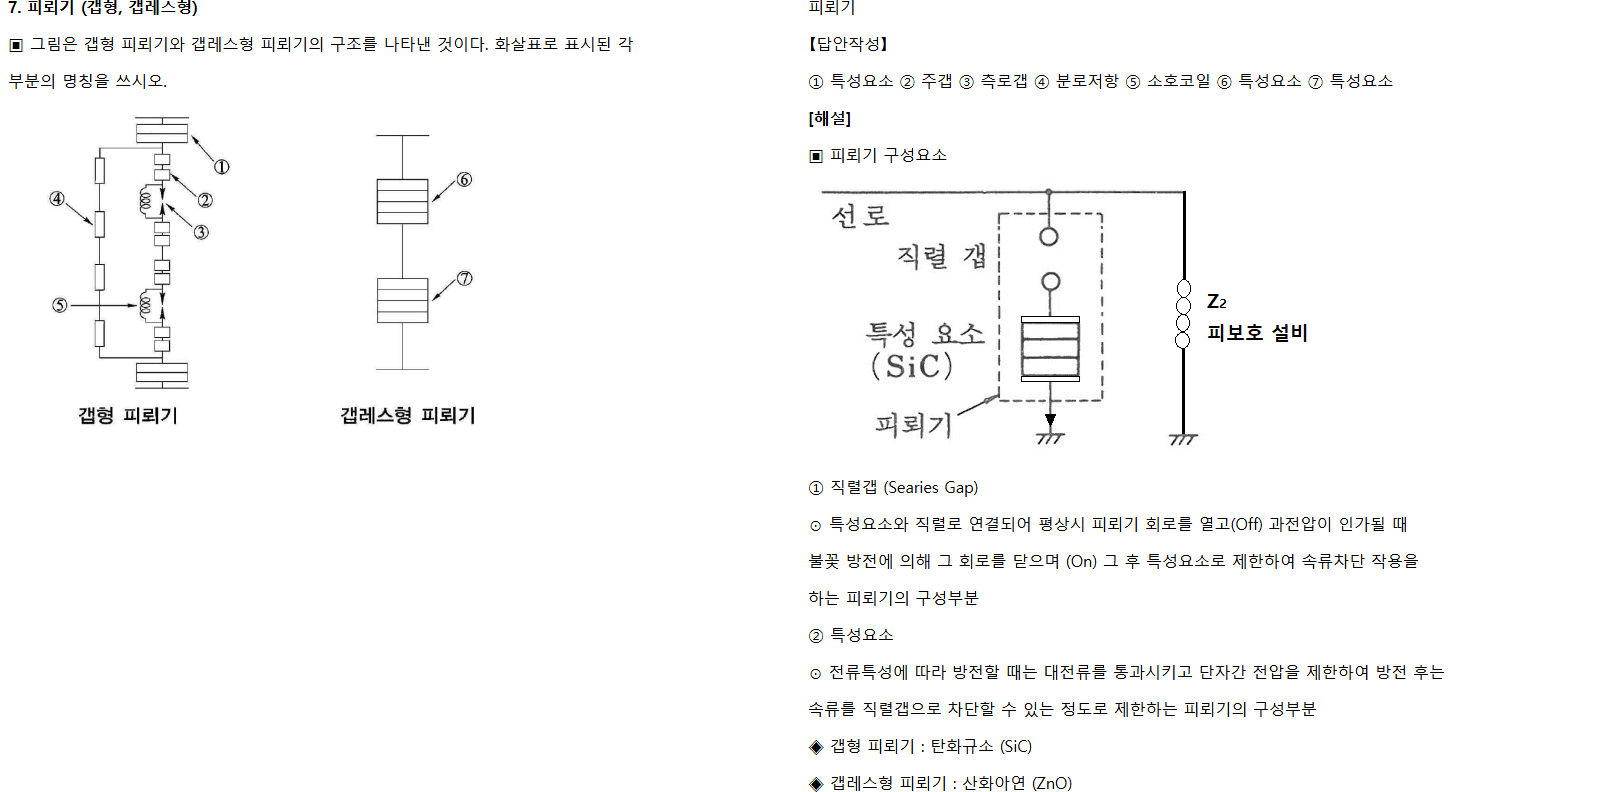 7. 피뢰기 (갭형, 갭레스형)
▣ 그림은 갭형 피뢰기와 갭레스형 피뢰기의 구조를 나타낸 것이다. 화살표로 표시된 각
부분의 명칭을 쓰시오.
①
②
③
④
⑤
갭형 피뢰기
⑥
⑦
갭레스형 피뢰기
피뢰기
【답안작성】
① 특성요소 ② 주갭 ③ 측로갭 ④ 분로저항 ⑤ 소호코일 ⑥ 특성요소 ⑦ 특성요소
[해설]
▣ 피뢰기 구성요소
선로
직렬 갭
특성 요소
(SiC)
피뢰기
Z₂
피보호 설비
① 직렬갭 (Searies Gap)
⊙ 특성요소와 직렬로 연결되어 평상시 피뢰기 회로를 열고(Off) 과전압이 인가될 때
불꽃 방전에 의해 그 회로를 닫으며 (On) 그 후 특성요소로 제한하여 속류차단 작용을
하는 피뢰기의 구성부분
② 특성요소
⊙ 전류특성에 따라 방전할 때는 대전류를 통과시키고 단자간 전압을 제한하여 방전 후는
속류를 직렬갭으로 차단할 수 있는 정도로 제한하는 피뢰기의 구성부분
◈ 갭형 피뢰기 : 탄화규소 (SiC)
◈ 갭레스형 피뢰기 : 산화아연 (ZnO)